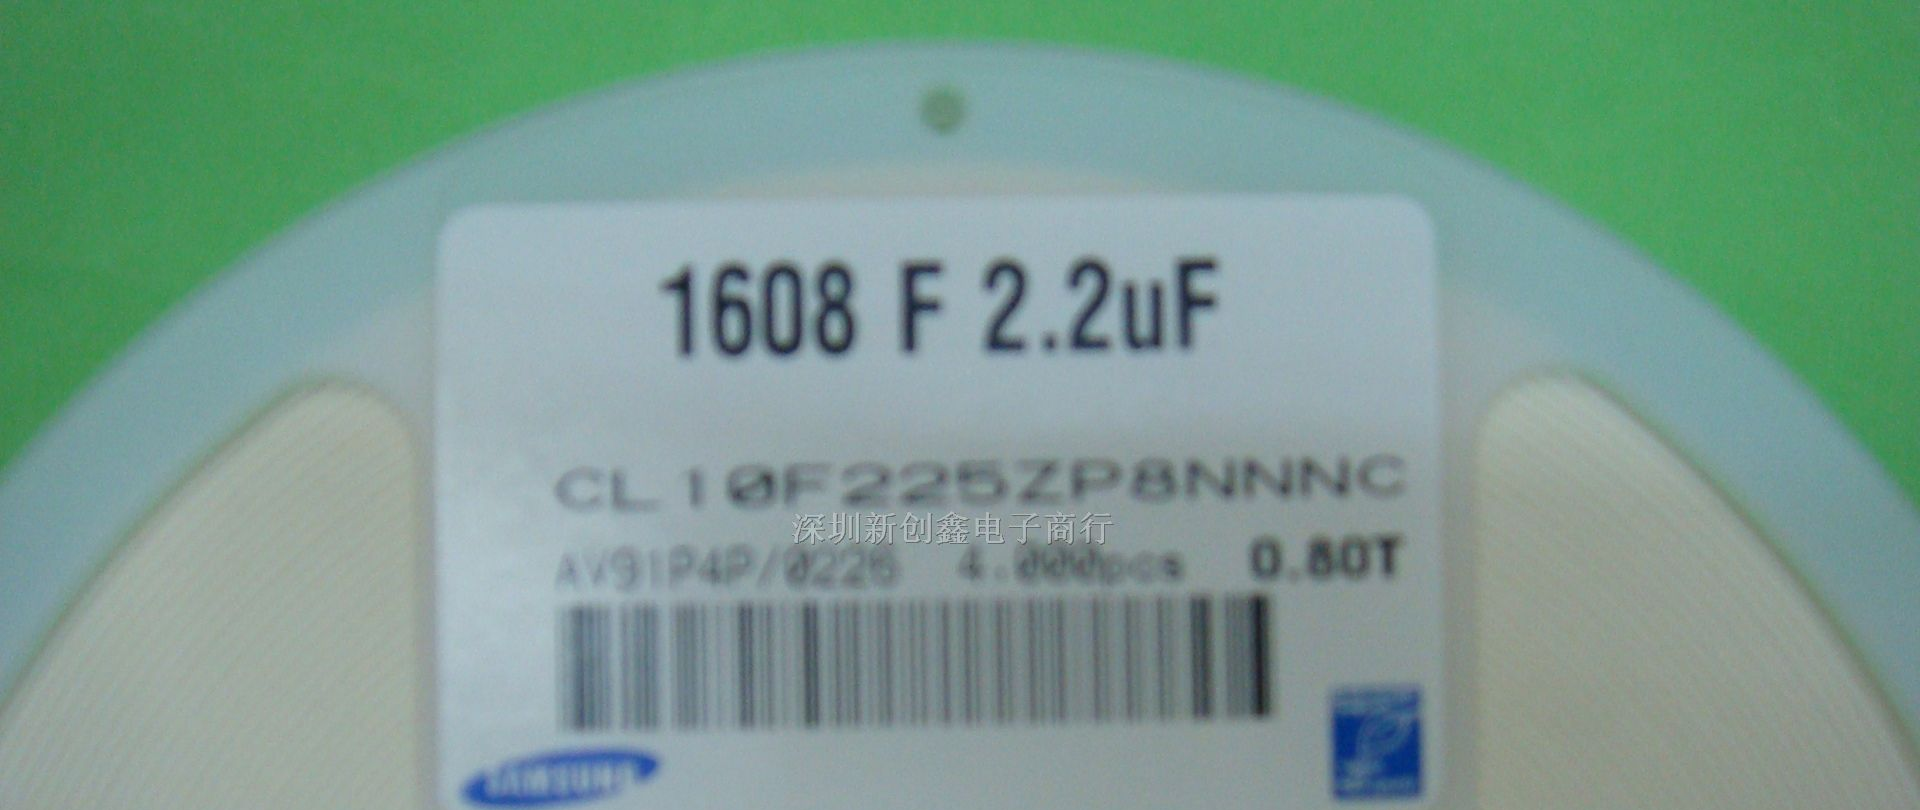 1608 F 2.2uF
CL10F225ZP8NNNC
深圳新创鑫电子商行
AV91P4P/0226 4.000pcs 0.80T
SAMSUNG